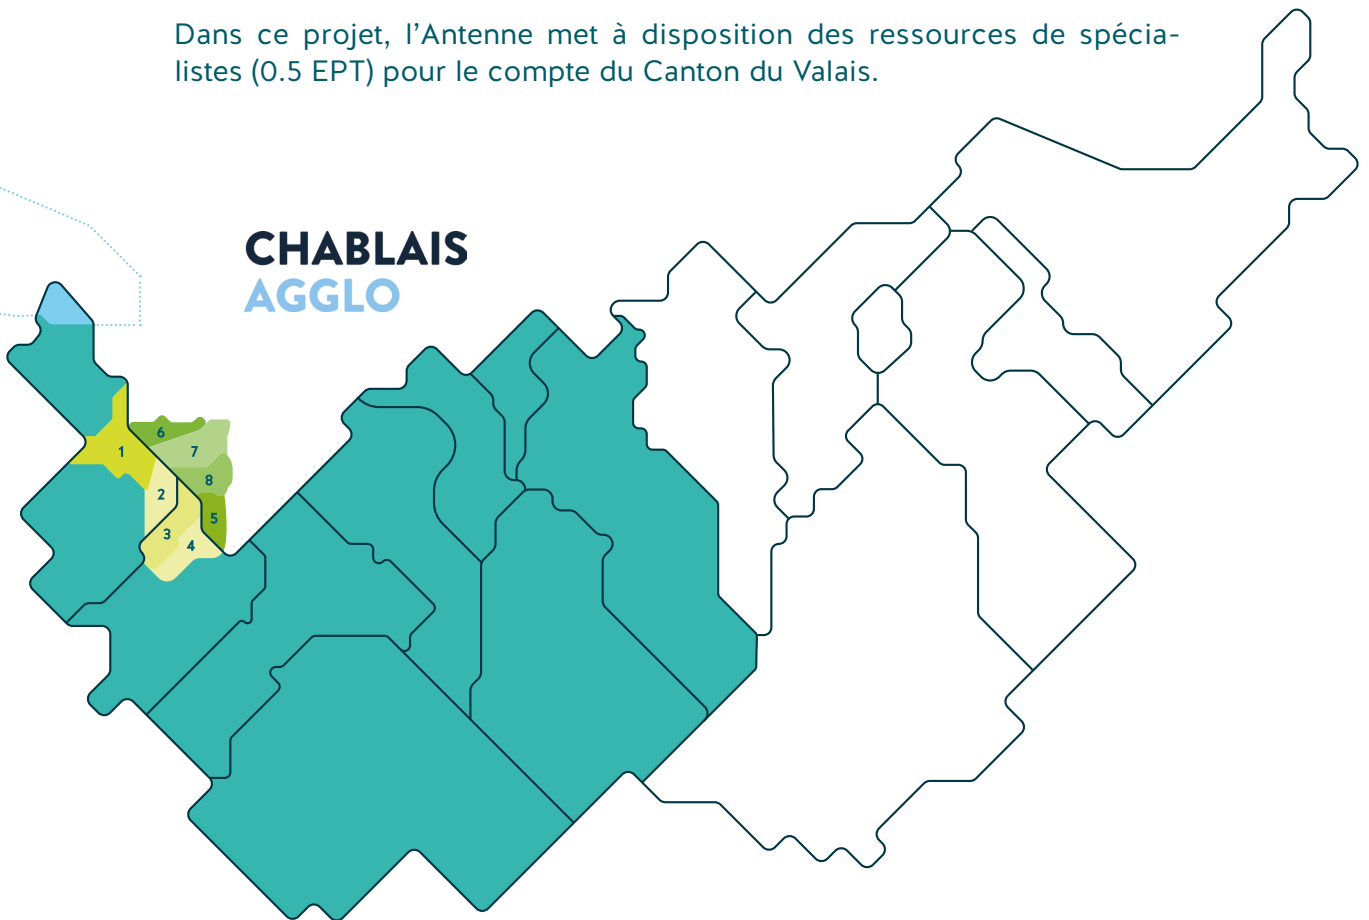 Dans ce projet, l'Antenne met à disposition des ressources de spécia-
listes (0.5 EPT) pour le compte du Canton du Valais.
CHABLAIS
AGGLO
6
1
7
8
2
5
3
4